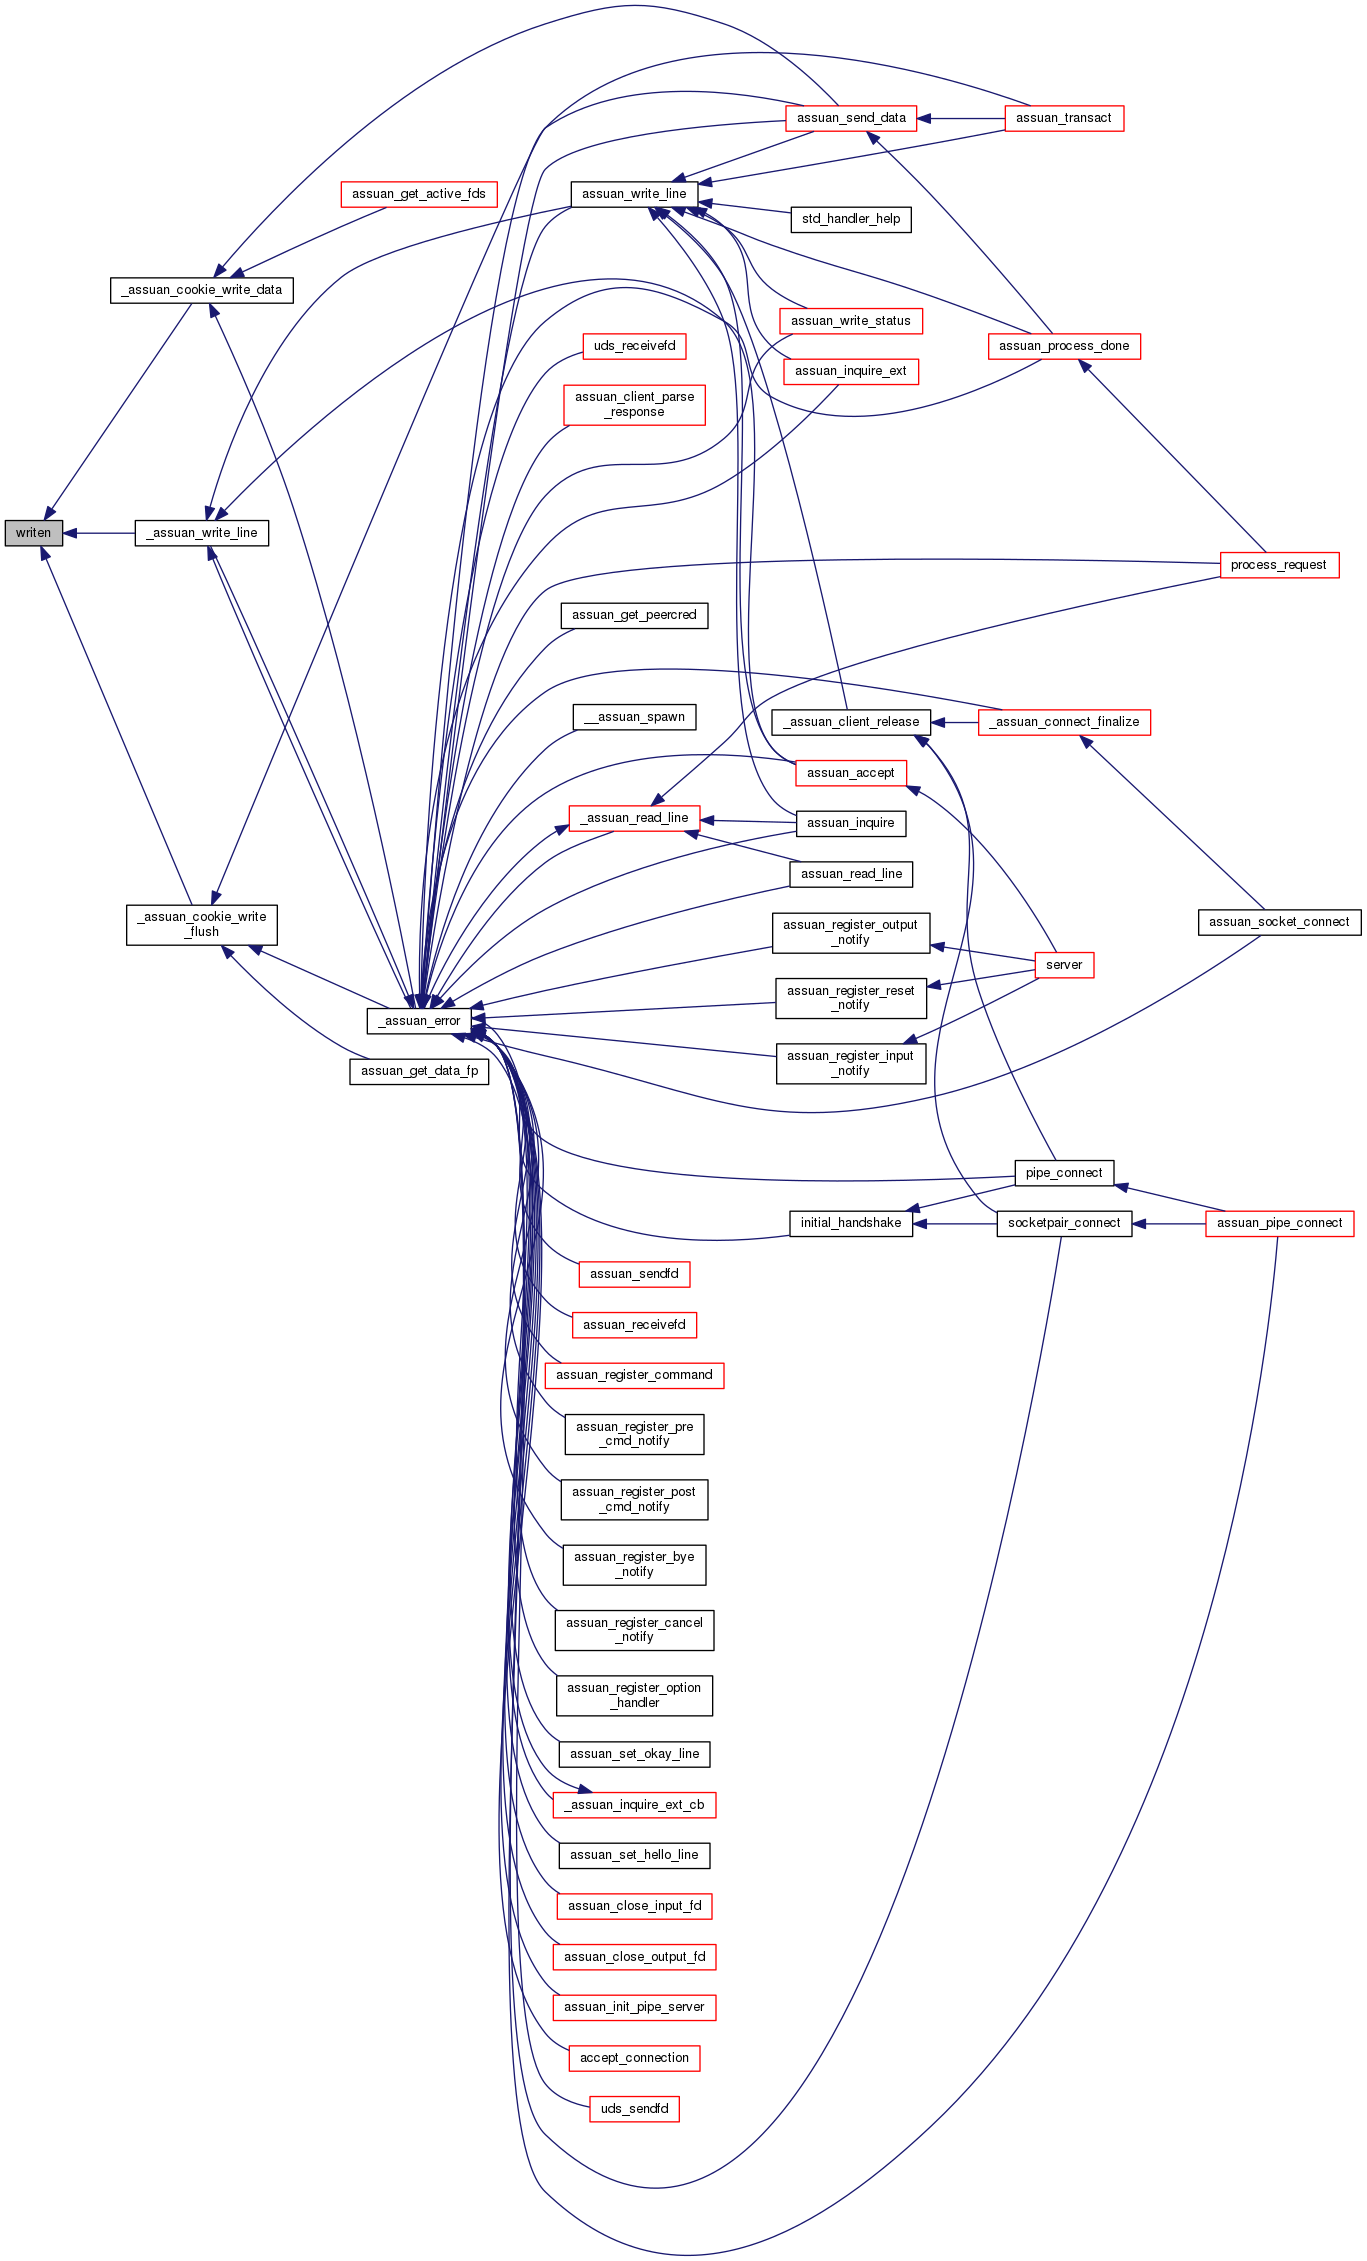 writen
_assuan_cookie_write_data
_assuan_write_line
_assuan_cookie_write
_flush
assuan_get_active_fds
_assuan_error
assuan_get_data_fp
assuan_write_line
uds_receivefd
assuan_client_parse
_response
assuan_get_peercred
__assuan_spawn
_assuan_read_line
assuan_sendfd
assuan_receivefd
assuan_register_command
assuan_register_pre
_cmd_notify
assuan_register_post
_cmd_notify
assuan_register_bye
_notify
assuan_register_cancel
_notify
assuan_register_option
_handler
assuan_set_okay_line
_assuan_inquire_ext_cb
assuan_set_hello_line
assuan_close_input_fd
assuan_close_output_fd
assuan_init_pipe_server
accept_connection
uds_sendfd
assuan_send_data
std_handler_help
assuan_write_status
assuan_inquire_ext
_assuan_client_release
assuan_accept
assuan_inquire
assuan_read_line
assuan_register_output
_notify
assuan_register_reset
_notify
assuan_register_input
_notify
initial_handshake
assuan_transact
assuan_process_done
_assuan_connect_finalize
server
pipe_connect
socketpair_connect
process_request
assuan_socket_connect
assuan_pipe_connect